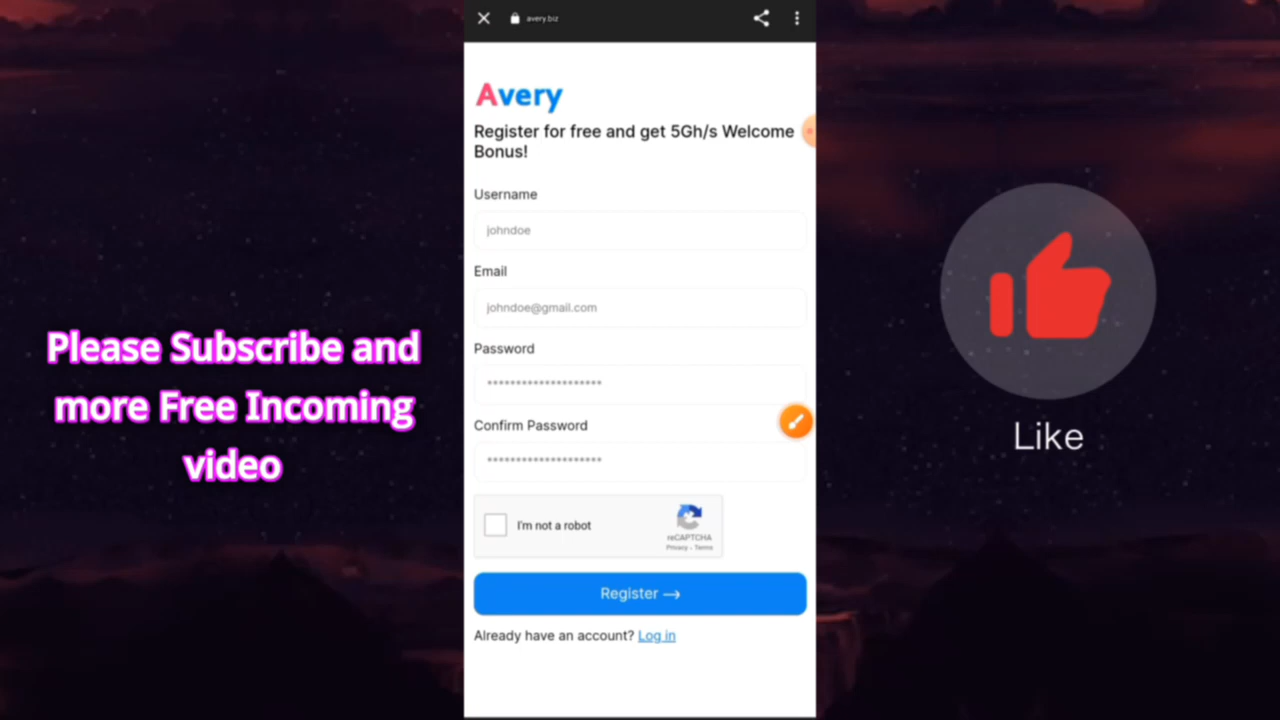 avery.biz
Avery
Register for free and get 5Gh/s Welcome
Bonus!
Username
johndoe
Email
johndoe@gmail.com
Password
*********************
Confirm Password
*********************
I'm not a robot
reCAPTCHA
Privacy - Terms
Register →
Already have an account? Log in
Please Subscribe and
more Free Incoming
video
Like